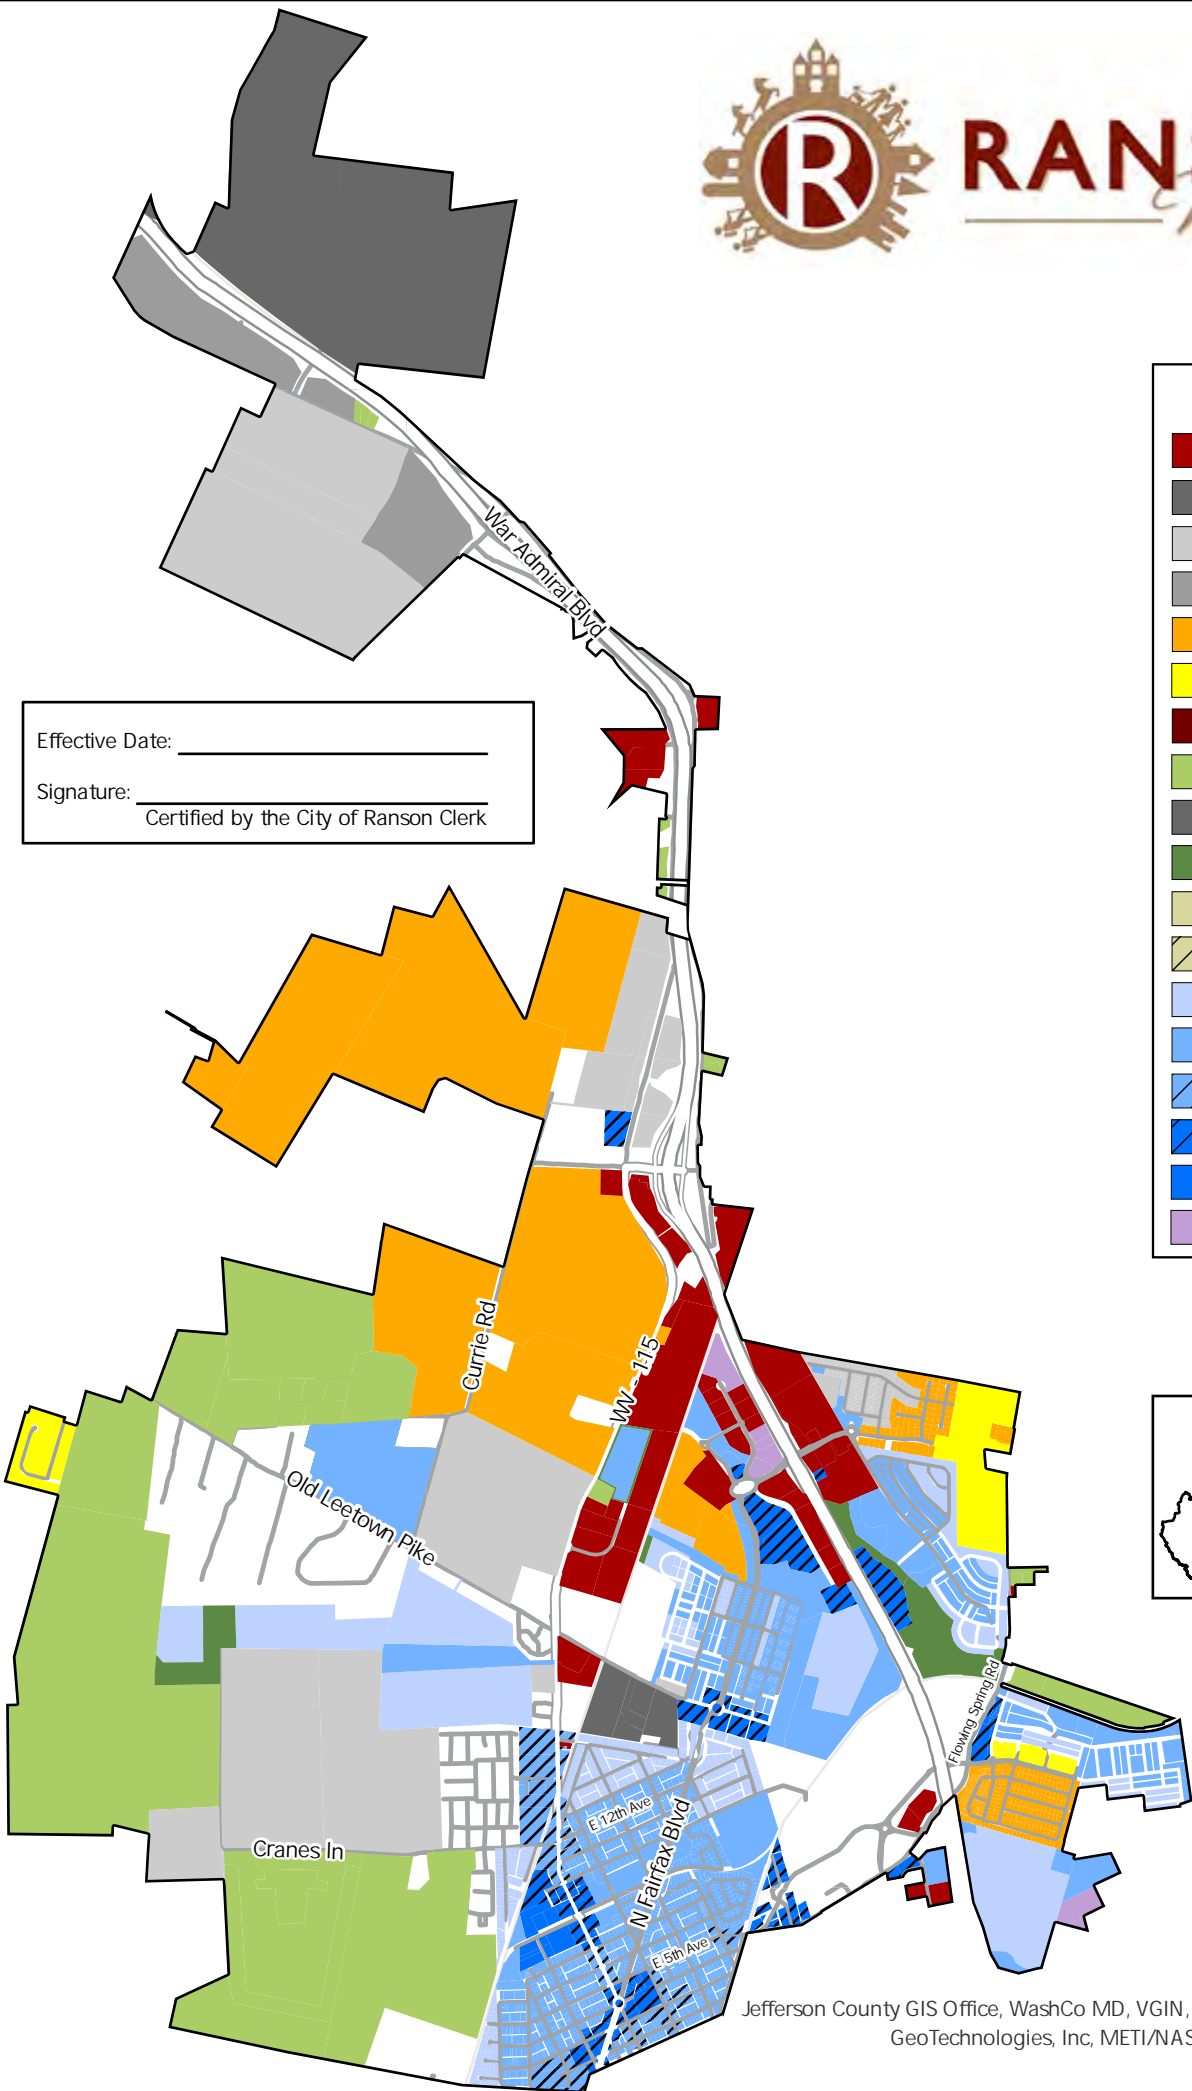 R RAN
War Admiral Blvd
Effective Date:
Signature:
Certified by the City of Ranson Clerk
Currie Rd
WV - 115
Old Leetown Pike
Flowing Spring Rd
E 12th Ave
N Fairfax Blvd
Cranes ln
E 5th Ave
Jefferson County GIS Office, WashCo MD, VGIN,
GeoTechnologies, Inc, METI/NAS